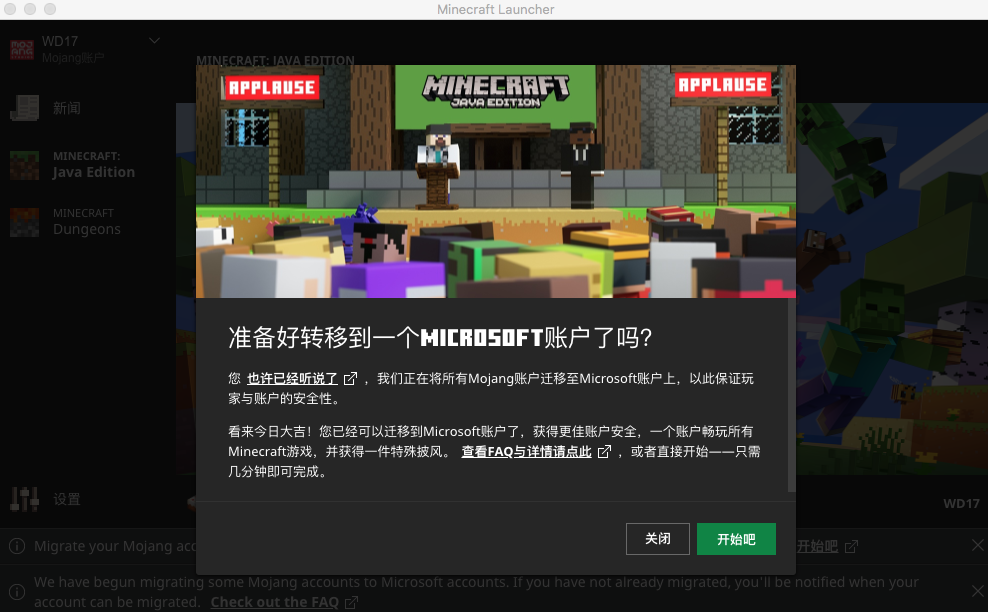 Minecraft Launcher
WD17
Mojang账户
MINECRAFT: JAVA EDITION
新闻
MINECRAFT:
Java Edition
MINECRAFT
Dungeons
设置
APPLAUSE
MINECRAFT
JAVA EDITION
APPLAUSE
准备好转移到一个MICROSOFT账户了吗?
您 也许已经听说了 ，我们正在将所有Mojang账户迁移至Microsoft账户上，以此保证玩
家与账户的安全性。
看来今日大吉！您已经可以迁移到Microsoft账户了，获得更佳账户安全，一个账户畅玩所有
Minecraft游戏，并获得一件特殊披风。 查看FAQ与详情请点此 ，或者直接开始——只需
几分钟即可完成。
关闭
开始吧
WD17
Migrate your Mojang acc
开始吧
We have begun migrating some Mojang accounts to Microsoft accounts. If you have not already migrated, you'll be notified when your
account can be migrated. Check out the FAQ